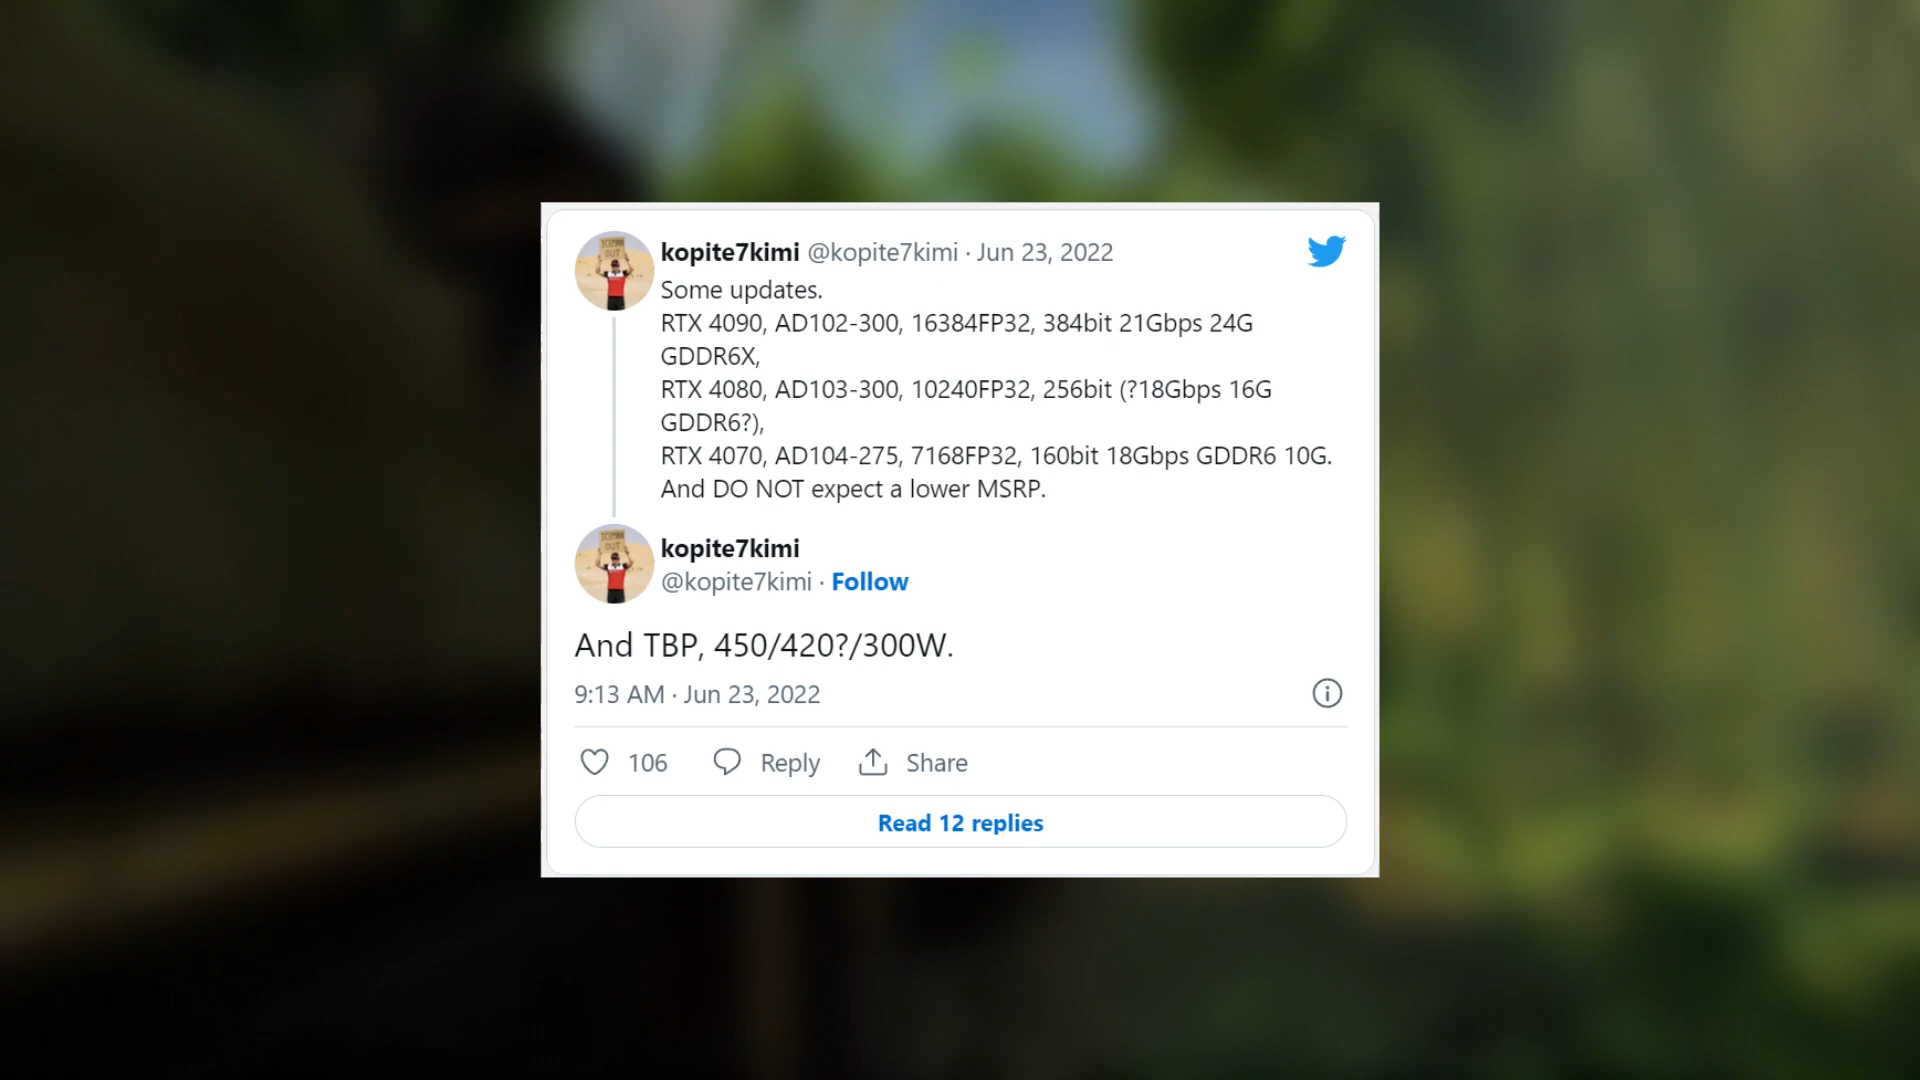 kopite7kimi @kopite7kimi · Jun 23, 2022
Some updates.
RTX 4090, AD102-300, 16384FP32, 384bit 21Gbps 24G
GDDR6X,
RTX 4080, AD103-300, 10240FP32, 256bit (?18Gbps 16G
GDDR6?),
RTX 4070, AD104-275, 7168FP32, 160bit 18Gbps GDDR6 10G.
And DO NOT expect a lower MSRP.
kopite7kimi
@kopite7kimi · Follow
And TBP, 450/420?/300W.
9:13 AM · Jun 23, 2022
106 Reply Share
Read 12 replies